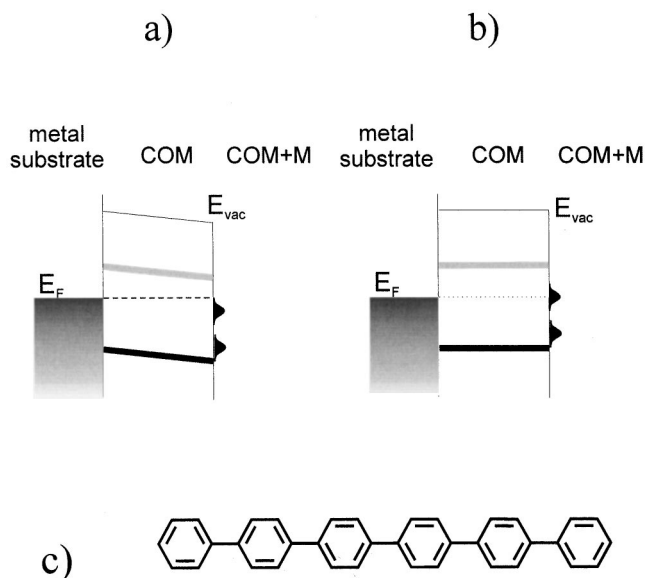 a)
b)
metal
substrate
COM
COM+M
metal
substrate
COM
COM+M
E_vac
E_F
E_vac
E_F
c)